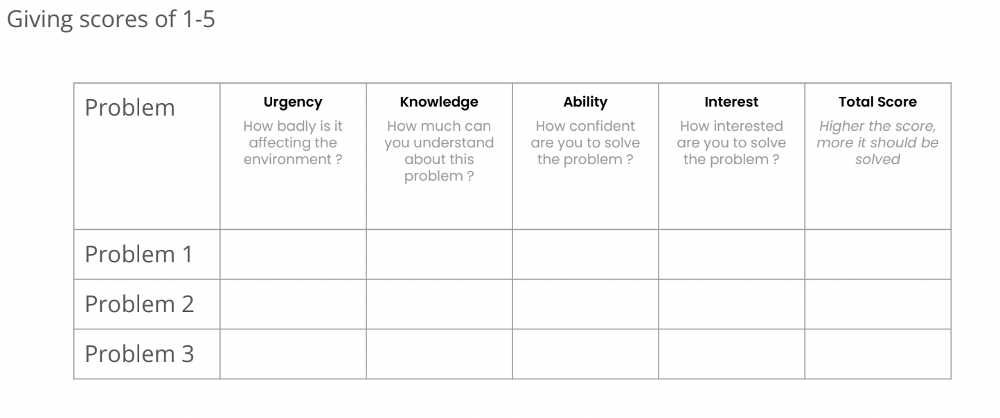 Giving scores of 1-5
Problem
Urgency
How badly is it
affecting the
environment ?
Knowledge
How much can
you understand
about this
problem ?
Ability
How confident
are you to solve
the problem ?
Interest
How interested
are you to solve
the problem ?
Total Score
Higher the score,
more it should be
solved
Problem 1
Problem 2
Problem 3